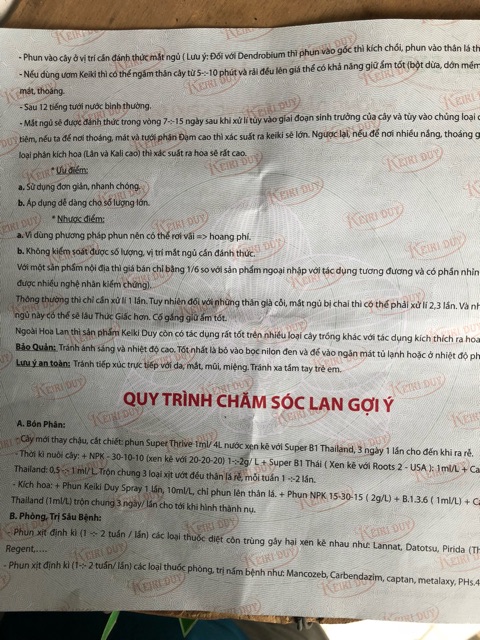 - Phun vào cây ở vị trí cần đánh thức mắt ngủ ( Lưu ý: Đối với Dendrobium thì phun vào gốc thì kích chồi, phun vào thân lá th
- Nếu dùng ươm Keiki thì có thể ngâm thân cây từ 5-:-10 phút và rải đều lên giá thể có khả năng giữ ẩm tốt (bột dừa, dớn mềm
mát, thoáng.
- Sau 12 tiếng tưới nước bình thường.
- Mắt ngủ sẽ được đánh thức trong vòng 7-:-15 ngày sau khi xử lí tùy vào giai đoạn sinh trưởng của cây và tùy vào chủng loại
tiêm, nếu ta để nơi thoáng, mát và tưới phân Đạm cao thì xác suất ra keiki sẽ lớn. Ngược lại, nếu để nơi nhiều nắng, thoáng g
loại phân kích hoa (Lân và Kali cao) thì xác suất ra hoa sẽ rất cao.
* Ưu điểm:
a. Sử dụng đơn giản, nhanh chóng.
b. Áp dụng dễ dàng cho số lượng lớn.
* Nhược điểm:
a. Vì dùng phương pháp phun nên có thể rơi vãi => hoang phí.
b. Không kiểm soát được số lượng, vị trí mắt ngủ cần đánh thức.
Với một sản phẩm nội địa thì giá bán chỉ bằng 1/6 so với sản phẩm ngoại nhập với tác dụng tương đương và có phần nhỉn
được nhiều nghệ nhân kiểm chứng).
Thông thường thì chỉ cần xử lí 1 lần. Tuy nhiên đối với những thân già cỗi, mắt ngủ bị chai thì có thể phải xử lí 2,3 lần. Và nh
ngủ này có thể sẽ lâu Thức Giấc hơn. Cố gắng giữ ẩm tốt.
Ngoài Hoa Lan thì sản phẩm Keiki Duy còn có tác dụng rất tốt trên nhiều loại cây trồng khác với tác dụng kích thích ra hoa
Bảo Quản: Tránh ánh sáng và nhiệt độ cao. Tốt nhất là bỏ vào bọc nilon đen và để vào ngăn mát tủ lạnh hoặc ở nhiệt độ ph
Lưu ý an toàn: Tránh tiếp xúc trực tiếp với da, mắt, mũi, miệng. Tránh xa tầm tay trẻ em.
QUY TRÌNH CHĂM SÓC LAN GỢI Ý
A. Bón Phân:
- Cây mới thay chậu, cắt chiết: phun Super Thrive 1ml/ 4L nước xen kẽ với Super B1 Thailand, 3 ngày 1 lần cho đến khi ra rễ.
- Thời kì nuôi cây: + NPK - 30-10-10 (xen kẽ với 20-20-20) 1-:-2g/ L + Super B1 Thái ( Xen kẽ với Roots 2 - USA ): 1ml/L + Ca
Thailand: 0,5 -:- 1 ml/ L. Trộn chung 3 loại xịt ướt đều thân lá rễ, mỗi tuần 1 -:-2 lần.
- Kích hoa: + Phun Keiki Duy Spray 1 lần, 10ml/L, chỉ phun lên thân lá. + Phun NPK 15-30-15 ( 2g/L) + B.1.3.6 ( 1ml/L) + Ca
Thailand (1ml/L) trộn chung 3 ngày/ lần cho tới khi hình thành nụ.
B. Phòng, Trị Sâu Bệnh:
- Phun xịt định kì (1 -:- 2 tuần / lần) các loại thuốc diệt côn trùng gây hại xen kẽ nhau như: Lannat, Datotsu, Pirida (Th
Regent,....
- Phun xịt định kì (1-:- 2 tuần/ lần) các loại thuốc phòng, trị nấm bệnh như: Mancozeb, Carbendazim, captan, metalaxy, PHs.4